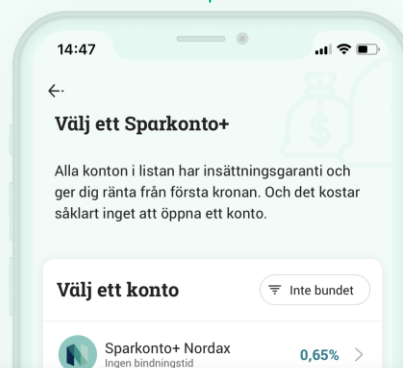 14:47
Välj ett Sparkonto+
Alla konton i listan har insättningsgaranti och
ger dig ränta från första kronan. Och det kostar
såklart inget att öppna ett konto.
Välj ett konto
Inte bundet
Sparkonto+ Nordax
Ingen bindningstid
0,65%